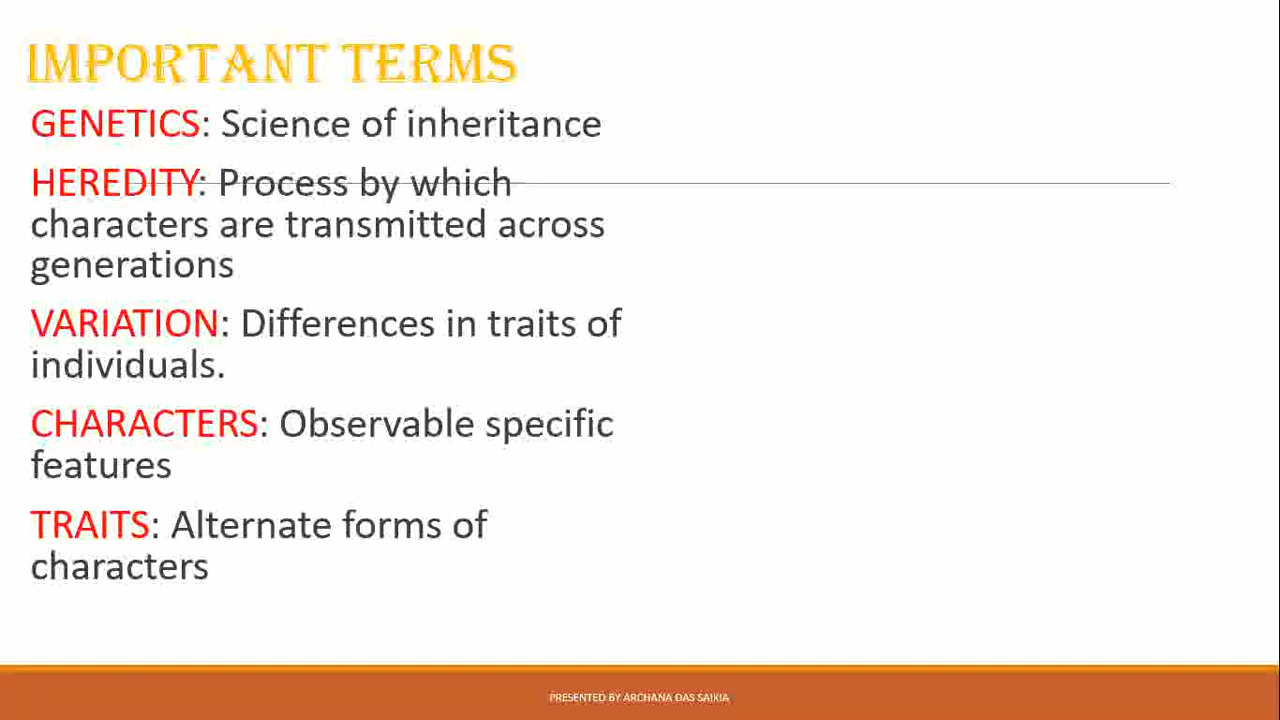 IMPORTANT TERMS
GENETICS: Science of inheritance
HEREDITY: Process by which
characters are transmitted across
generations
VARIATION: Differences in traits of
individuals.
CHARACTERS: Observable specific
features
TRAITS: Alternate forms of
characters
PRESENTED BY ARCHANA DAS SAIKIA